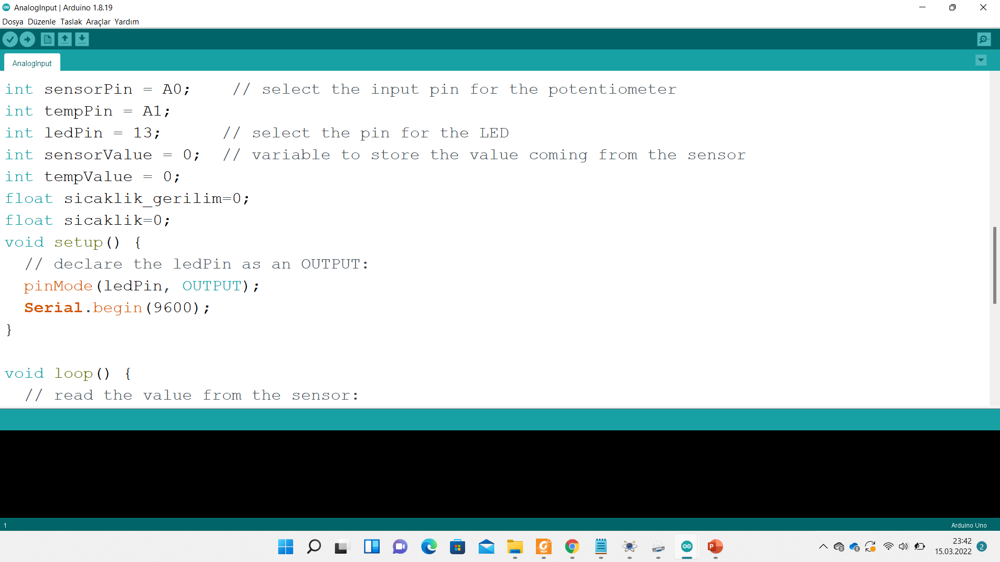 AnalogInput | Arduino 1.8.19
Dosya Düzenle Taslak Araçlar Yardım
AnalogInput
int sensorPin = A0;    // select the input pin for the potentiometer
int tempPin = A1;
int ledPin = 13;      // select the pin for the LED
int sensorValue = 0;  // variable to store the value coming from the sensor
int tempValue = 0;
float sicaklik_gerilim=0;
float sicaklik=0;
void setup() {
  // declare the ledPin as an OUTPUT:
  pinMode(ledPin, OUTPUT);
  Serial.begin(9600);
}
void loop() {
  // read the value from the sensor:
1
Arduino Uno
PDF
P
23:42
15.03.2022
2